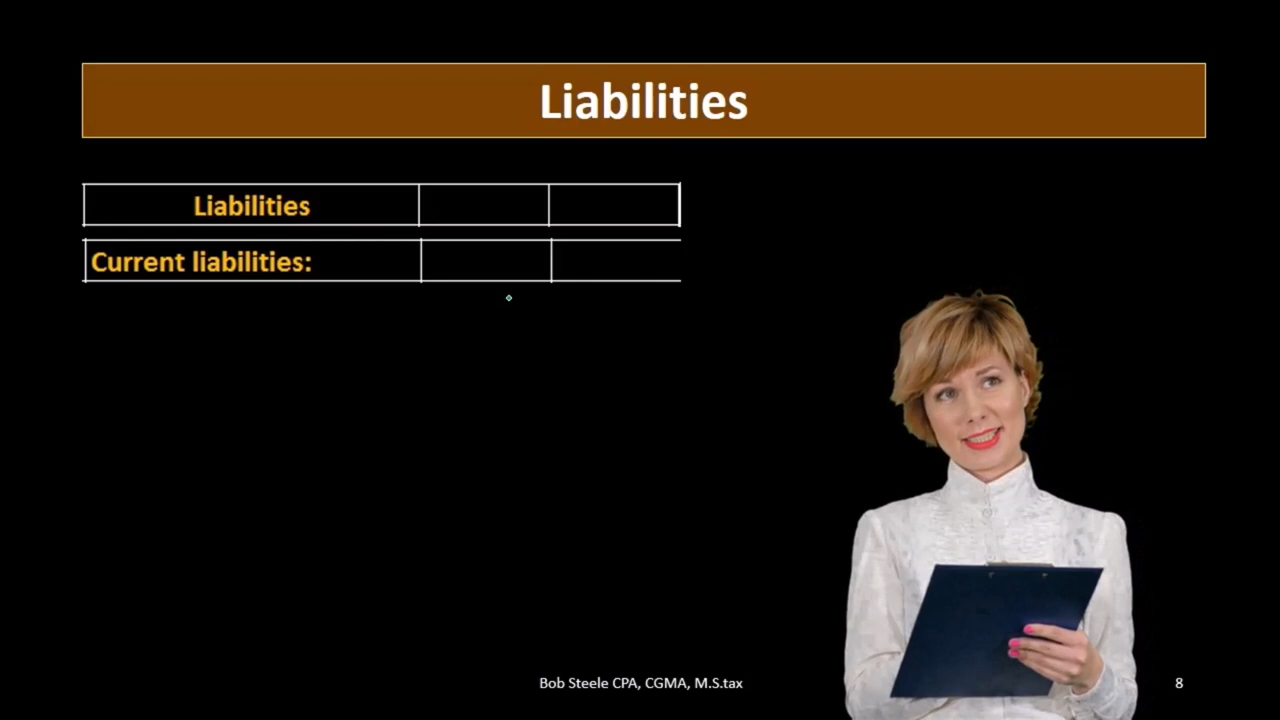 Liabilities
Liabilities
Current liabilities:
Bob Steele CPA, CGMA, M.S.tax
8